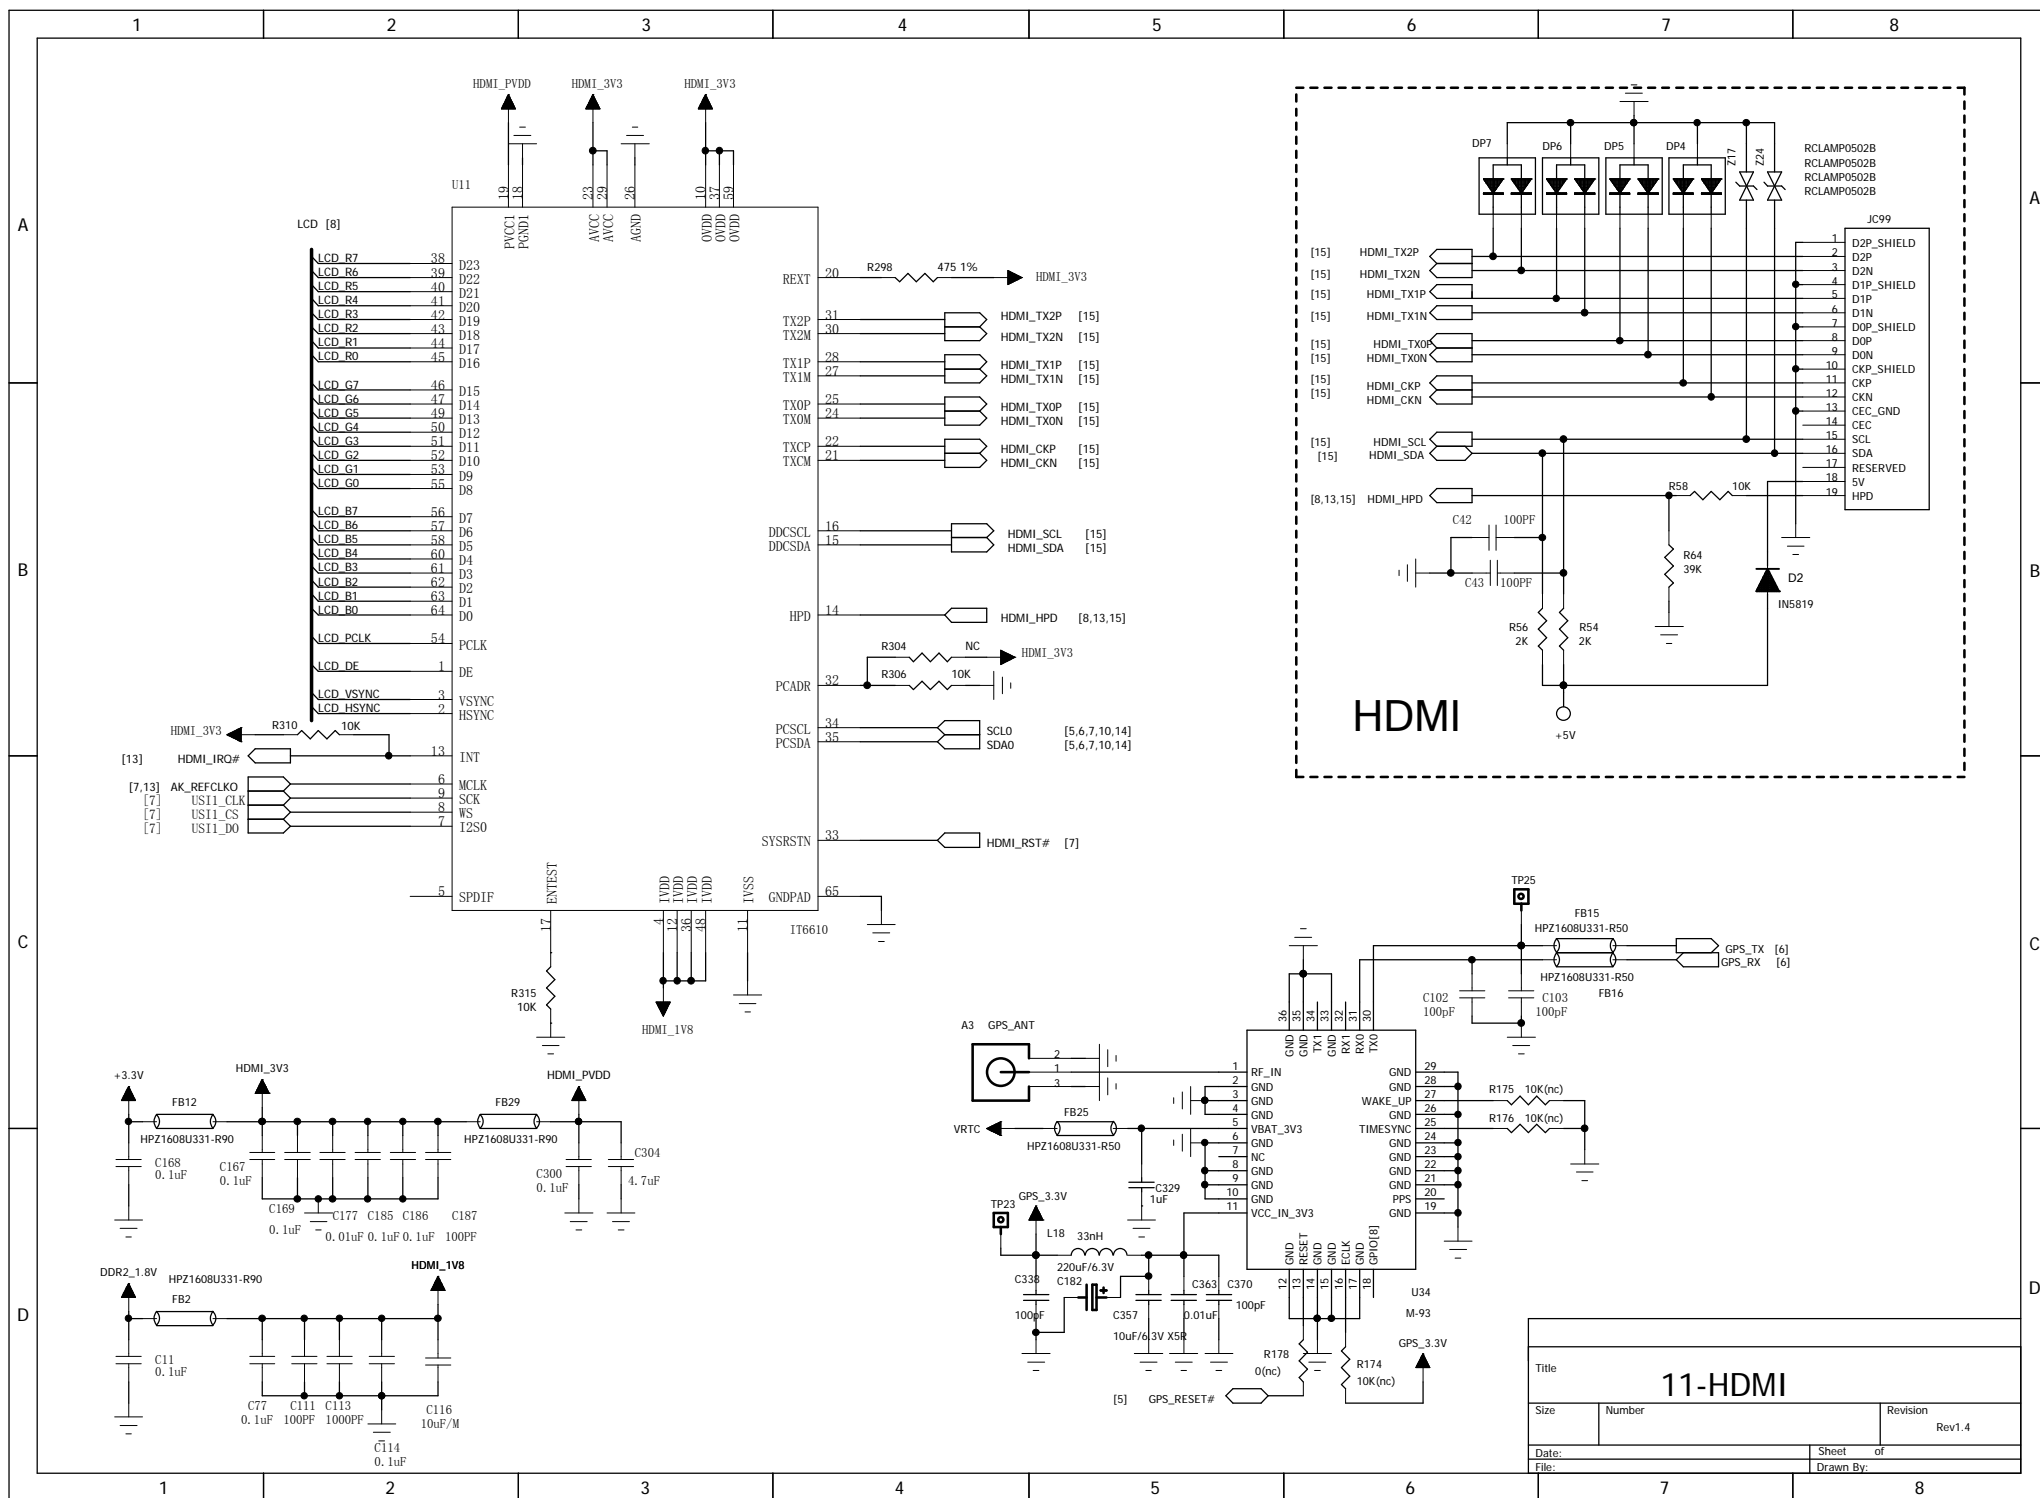 1 2 3 4 5 6 7 8
A
B
C
D
HDMI_PVDD
HDMI_3V3
HDMI_3V3
U11
19 18 23 29 26 10 37 59
PVCC1 PGND1 AVCC AVCC AGND OVDD OVDD OVDD
LCD [8]
LCD_R7 38 D23
LCD_R6 39 D22
LCD_R5 40 D21
LCD_R4 41 D20
LCD_R3 42 D19
LCD_R2 43 D18
LCD_R1 44 D17
LCD_R0 45 D16
LCD_G7 46 D15
LCD_G6 47 D14
LCD_G5 49 D13
LCD_G4 50 D12
LCD_G3 51 D11
LCD_G2 52 D10
LCD_G1 53 D9
LCD_G0 55 D8
LCD_B7 56 D7
LCD_B6 57 D6
LCD_B5 58 D5
LCD_B4 60 D4
LCD_B3 61 D3
LCD_B2 62 D2
LCD_B1 63 D1
LCD_B0 64 D0
LCD_PCLK 54 PCLK
LCD_DE 1 DE
LCD_VSYNC 3 VSYNC
LCD_HSYNC 2 HSYNC
HDMI_3V3 R310 10K
[13] HDMI_IRQ# 13 INT
[7,13] AK_REFCLKO 6 MCLK
[7] USI1_CLK 9 SCK
[7] USI1_CS 8 WS
[7] USI1_DO 7 I2S0
5 SPDIF
REXT 20 R298 475 1% HDMI_3V3
TX2P 31 HDMI_TX2P [15]
TX2M 30 HDMI_TX2N [15]
TX1P 28 HDMI_TX1P [15]
TX1M 27 HDMI_TX1N [15]
TX0P 25 HDMI_TX0P [15]
TX0M 24 HDMI_TX0N [15]
TXCP 22 HDMI_CKP [15]
TXCM 21 HDMI_CKN [15]
DDCSCL 16 HDMI_SCL [15]
DDCSDA 15 HDMI_SDA [15]
HPD 14 HDMI_HPD [8,13,15]
R304 NC HDMI_3V3
R306 10K
PCADR 32
PCSCL 34 SCL0 [5,6,7,10,14]
PCSDA 35 SDA0 [5,6,7,10,14]
SYSRSTN 33 HDMI_RST# [7]
GNDPAD 65
IT6610
ENTEST IVDD IVDD IVDD IVDD IVSS
17 4 12 36 48 11
R315
10K
HDMI_1V8
DP7 DP6 DP5 DP4 Z17 Z24
RCLAMP0502B
RCLAMP0502B
RCLAMP0502B
RCLAMP0502B
JC99
1 D2P_SHIELD
[15] HDMI_TX2P 2 D2P
[15] HDMI_TX2N 3 D2N
4 D1P_SHIELD
[15] HDMI_TX1P 5 D1P
[15] HDMI_TX1N 6 D1N
7 D0P_SHIELD
[15] HDMI_TX0P 8 D0P
[15] HDMI_TX0N 9 D0N
10 CKP_SHIELD
[15] HDMI_CKP 11 CKP
[15] HDMI_CKN 12 CKN
13 CEC_GND
14 CEC
[15] HDMI_SCL 15 SCL
[15] HDMI_SDA 16 SDA
17 RESERVED
18 5V
[8,13,15] HDMI_HPD R58 10K 19 HPD
C42 100PF
C43 100PF
R64
39K
D2
IN5819
R56
2K
R54
2K
+5V
HDMI
TP25
FB15
HPZ1608U331-R50
GPS_TX [6]
GPS_RX [6]
HPZ1608U331-R50
FB16
C102
100pF
C103
100pF
36 35 34 33 32 31 30
GND GND TX1 GND RX1 RX0 TX0
A3 GPS_ANT
2
1
3
1 RF_IN
2 GND
3 GND
4 GND
5 VBAT_3V3
6 GND
7 NC
8 GND
9 GND
10 GND
11 VCC_IN_3V3
GND 29
GND 28
WAKE_UP 27
GND 26
TIMESYNC 25
GND 24
GND 23
GND 22
GND 21
PPS 20
GND 19
R175 10K(nc)
R176 10K(nc)
GND RESET GND GND ECLK GND GPIO[8]
12 13 14 15 16 17 18
U34
M-93
VRTC
FB25
HPZ1608U331-R50
C329
1uF
TP23 GPS_3.3V
L18 33nH
220uF/6.3V
C338
100pF
C182
C357
10uF/6.3V X5R
C363
0.01uF
C370
100pF
R178
0(nc)
R174
10K(nc)
GPS_3.3V
[5] GPS_RESET#
+3.3V HDMI_3V3 HDMI_PVDD
FB12
HPZ1608U331-R90
FB29
HPZ1608U331-R90
C168
0.1uF
C167
0.1uF
C169
0.1uF
C177
0.01uF
C185
0.1uF
C186
0.1uF
C187
100PF
C300
0.1uF
C304
4.7uF
DDR2_1.8V HPZ1608U331-R90 HDMI_1V8
FB2
C11
0.1uF
C77
0.1uF
C111
100PF
C113
1000PF
C114
0.1uF
C116
10uF/M
Title
11-HDMI
Size Number Revision
Rev1.4
Date: Sheet of
File: Drawn By:
A
B
C
D
1 2 3 4 5 6 7 8